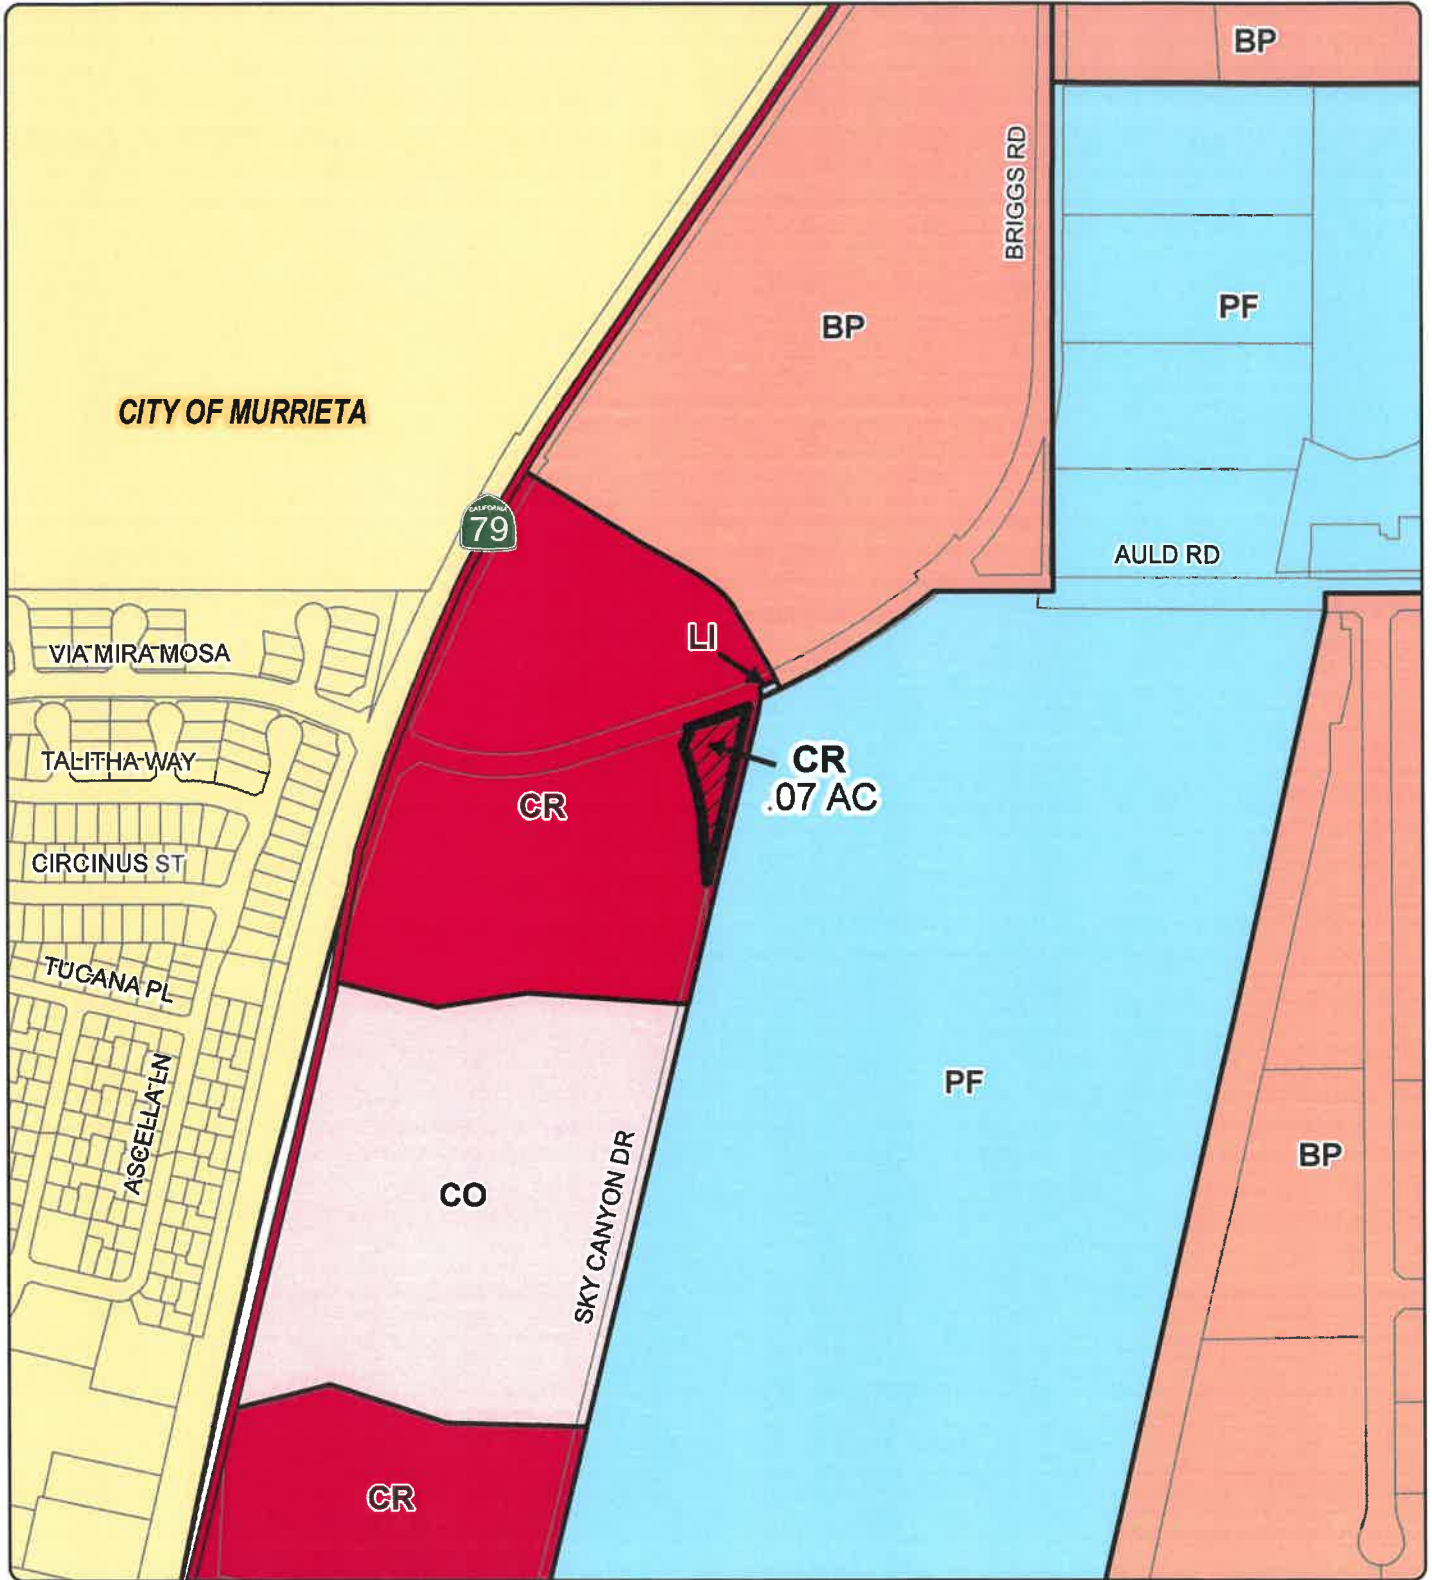 BP
BRIGGS RD
PF
BP
CITY OF MURRIETA
CALIFORNIA
79
AULD RD
LI
VIA MIRA MOSA
TALITHA WAY
CR
.07 AC
CR
CIRCINUS ST
TUCANA PL
ASCELLA LN
PF
SKY CANYON DR
BP
CO
CR